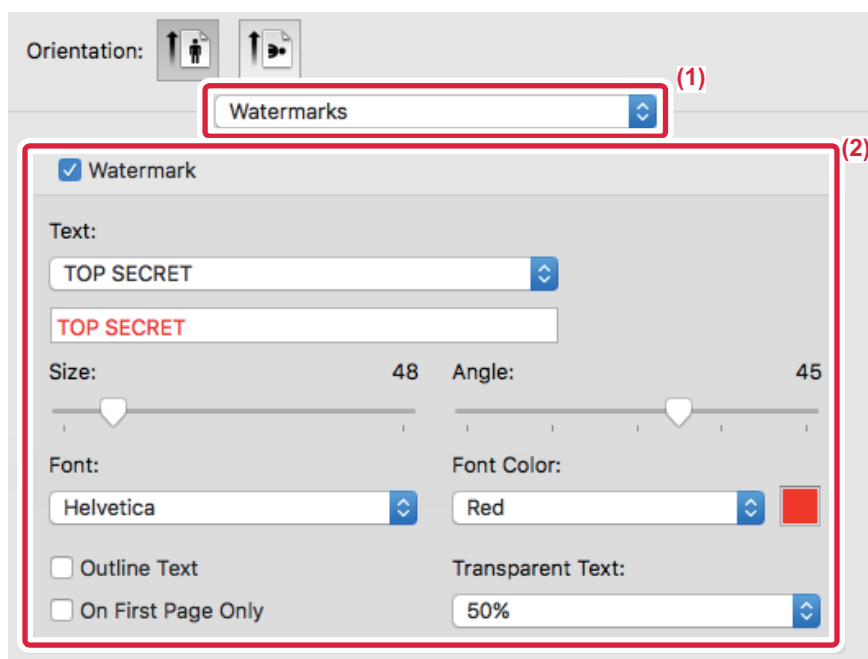 Orientation:
(1)
Watermarks
(2)
Watermark
Text:
TOP SECRET
TOP SECRET
Size: 48 Angle: 45
Font: Font Color:
Helvetica Red
Outline Text Transparent Text:
On First Page Only 50%